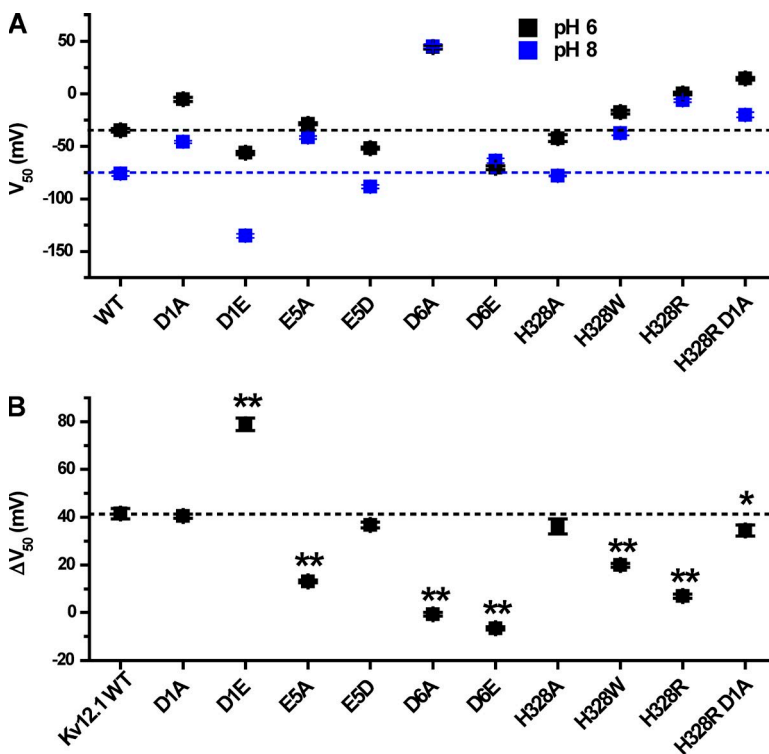 A
pH 6
pH 8
V50 (mV)
50
0
-50
-100
-150
WT
D1A
D1E
E5A
E5D
D6A
D6E
H328A
H328W
H328R
H328R D1A
B
ΔV50 (mV)
80
60
40
20
0
-20
**
**
**
**
**
**
*
Kv12.1 WT
D1A
D1E
E5A
E5D
D6A
D6E
H328A
H328W
H328R
H328R D1A